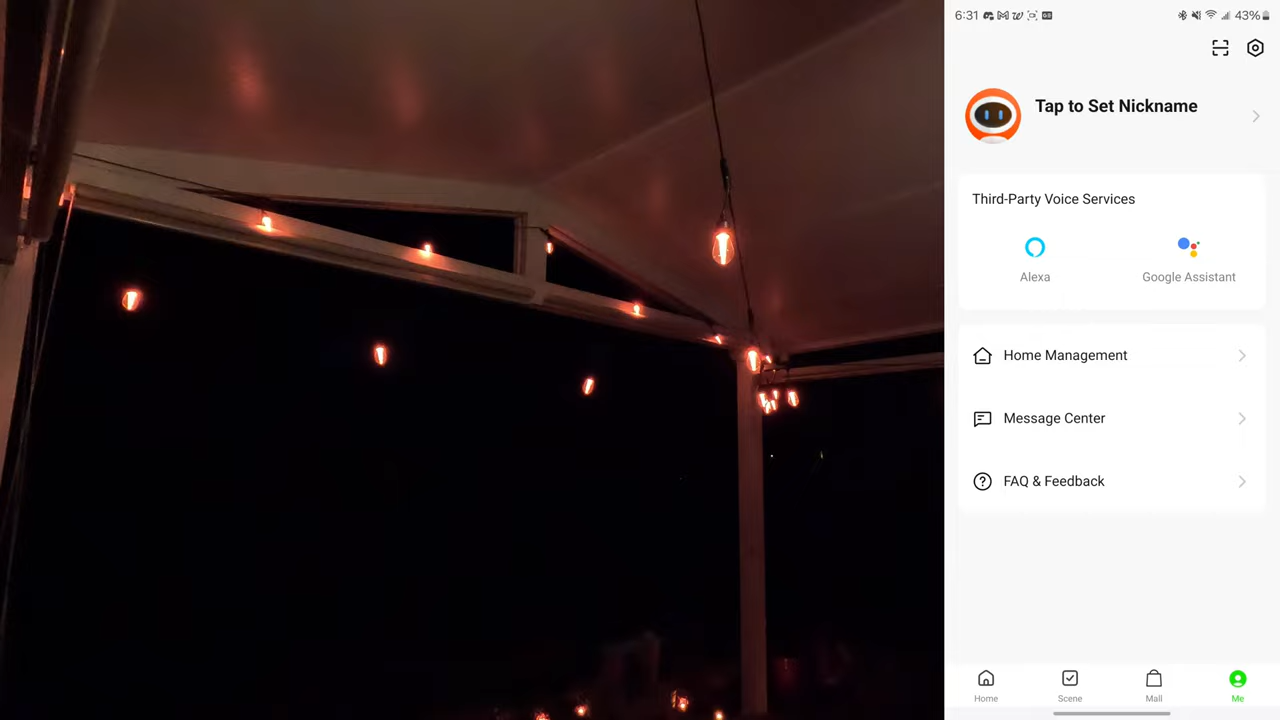 6:31
43%
Tap to Set Nickname
Third-Party Voice Services
Alexa
Google Assistant
Home Management
Message Center
FAQ & Feedback
Home
Scene
Mall
Me